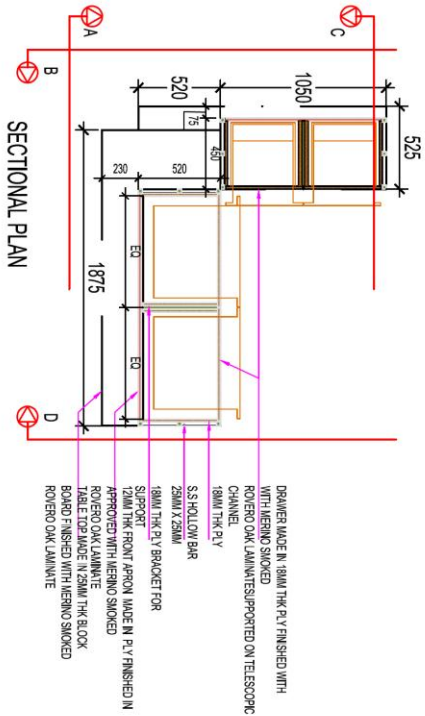 A
C
B
520
1050
525
75
450
230
520
EQ
EQ
1875
D
SECTIONAL PLAN
DRAWER MADE IN 18MM THK PLY FINISHED WITH
WITH MERINO SMOKED
ROVERO OAK LAMINATESUPPORTED ON TELESCOPIC
CHANNEL
18MM THK PLY
S.S HOLLOW BAR
25MM X 25MM
18MM THK PLY BRACKET FOR
SUPPORT
12MM THK FRONT APRON MADE IN PLY FINISHED IN
APPROVED WITH MERINO SMOKED
ROVERO OAK LAMINATE
TABLE TOP MADE IN 25MM THK BLOCK
BOARD FINISHED WITH MERINO SMOKED
ROVERO OAK LAMINATE